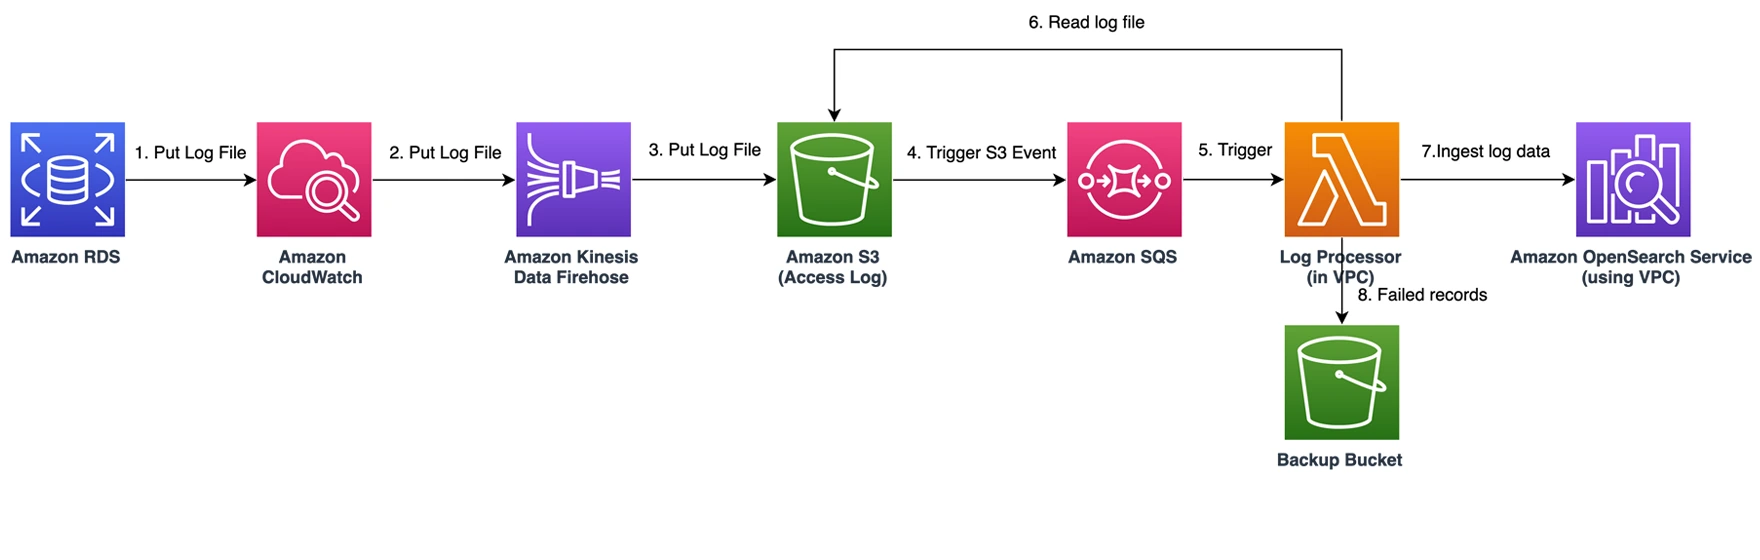 6. Read log file
1. Put Log File
2. Put Log File
3. Put Log File
4. Trigger S3 Event
5. Trigger
7.Ingest log data
Amazon RDS
Amazon
CloudWatch
Amazon Kinesis
Data Firehose
Amazon S3
(Access Log)
Amazon SQS
Log Processor
(in VPC)
Amazon OpenSearch Service
(using VPC)
8. Failed records
Backup Bucket